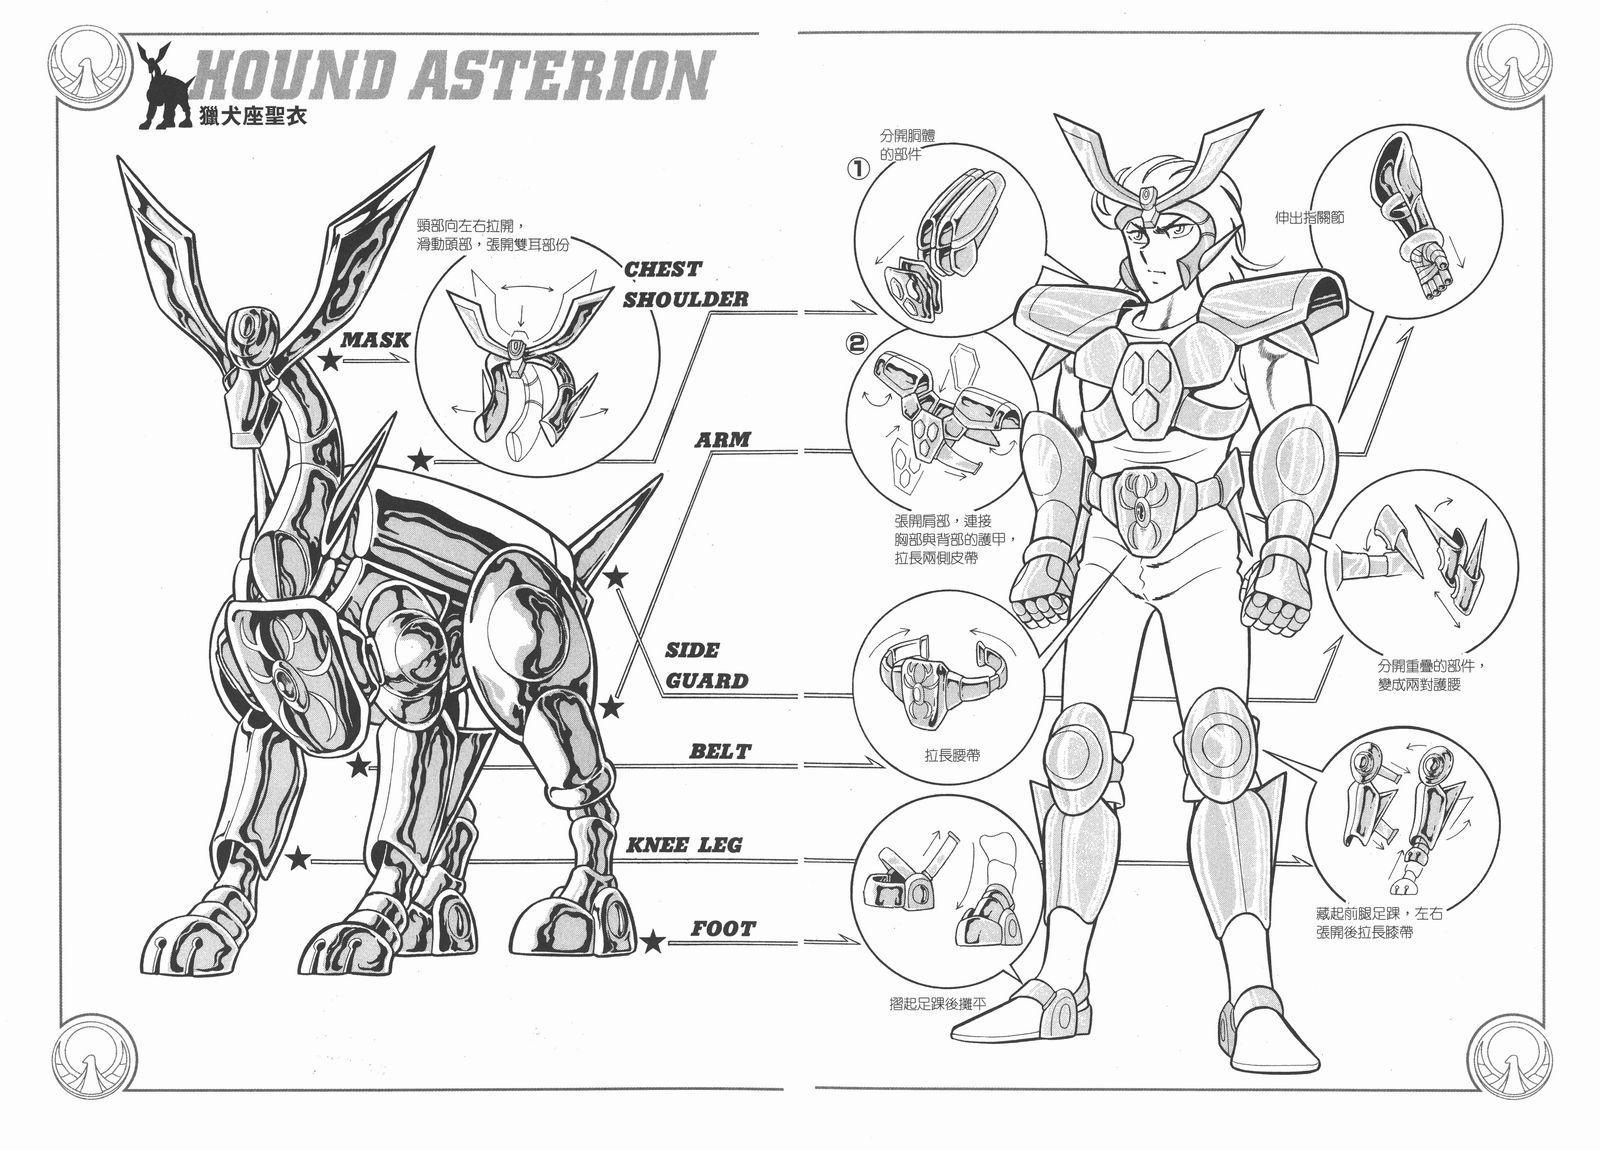 HOUND ASTERION
獵犬座聖衣
頸部向左右拉開，
滑動頭部，張開雙耳部份
MASK
CHEST
SHOULDER
ARM
SIDE
GUARD
BELT
KNEE LEG
FOOT
①
分開胴體
的部件
②
張開肩部，連接
胸部與背部的護甲，
拉長兩側皮帶
拉長腰帶
摺起足踝後攤平
伸出指關節
分開重疊的部件，
變成兩對護腰
藏起前腿足踝，左右
張開後拉長膝帶